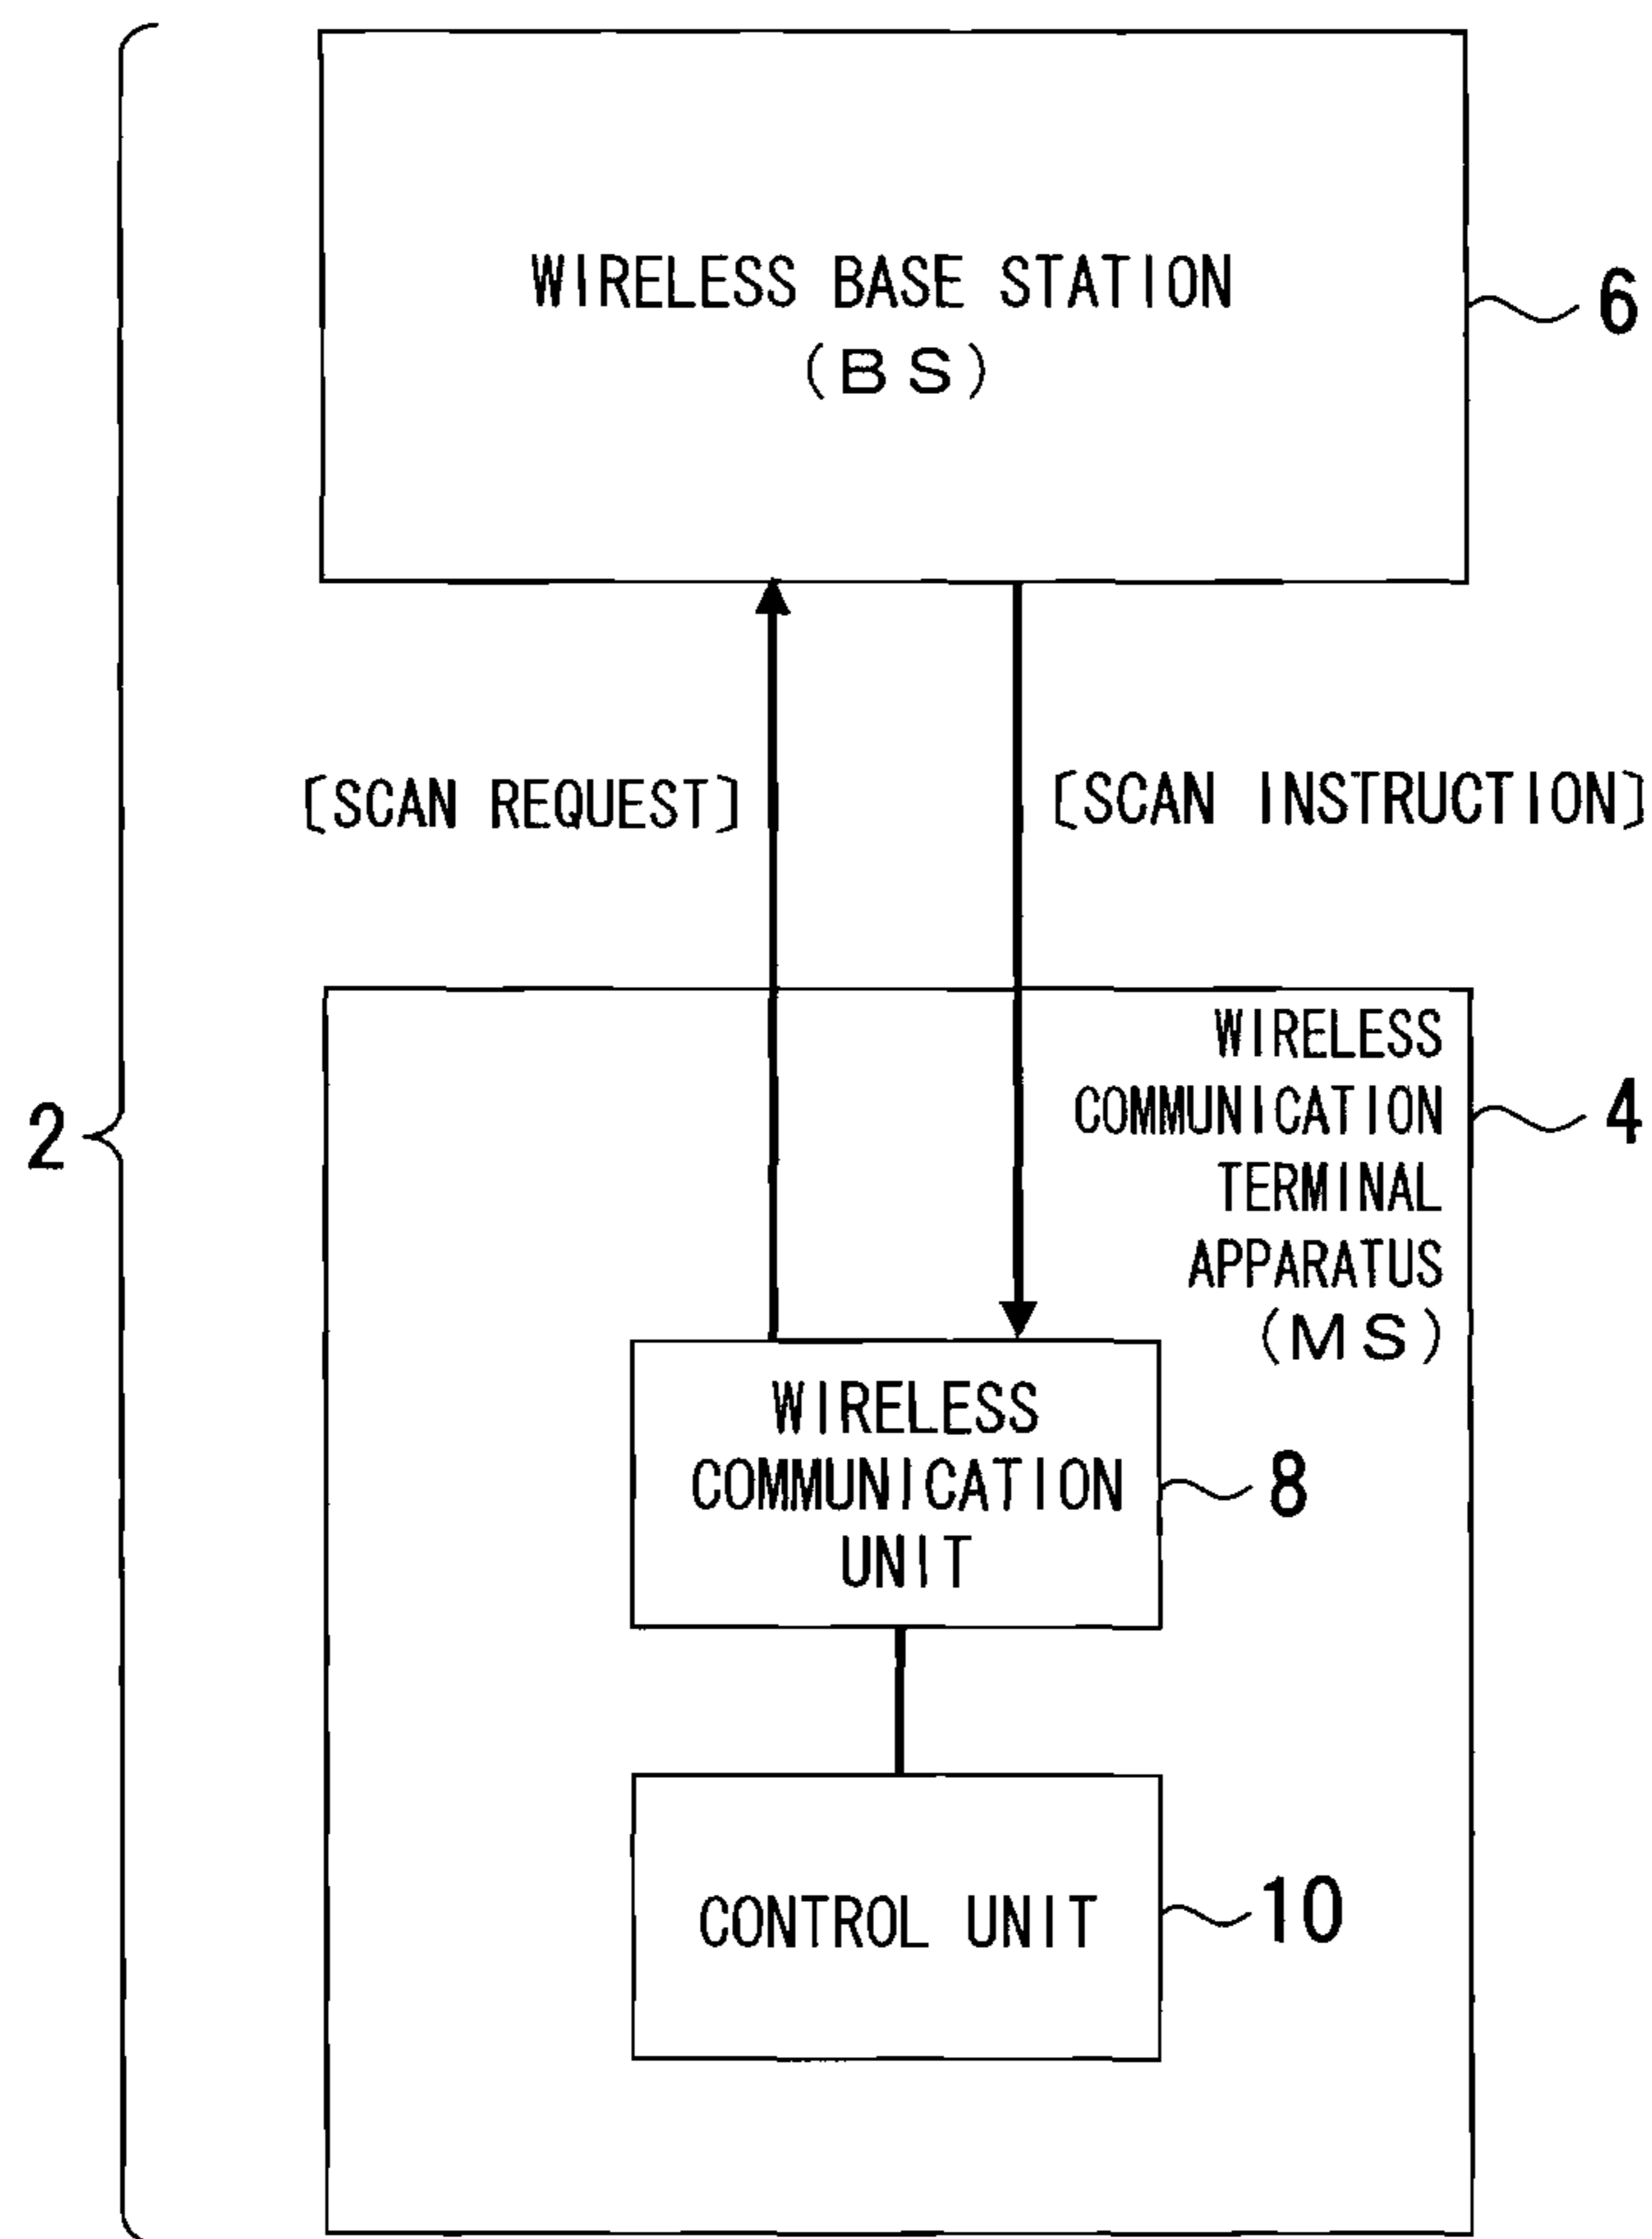 WIRELESS BASE STATION
(BS)
6
〔SCAN REQUEST〕
〔SCAN INSTRUCTION〕
WIRELESS
COMMUNICATION
TERMINAL
APPARATUS
(MS)
4
2
WIRELESS
COMMUNICATION
UNIT
8
CONTROL UNIT
10